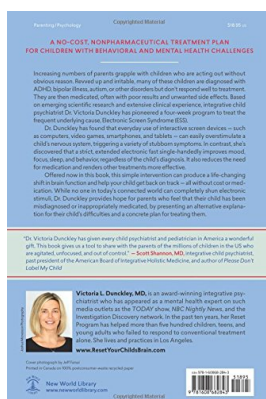 Copyrighted Material
Parenting/Psychology
A NO-COST, NONPHARMACEUTICAL TREATMENT PLAN
FOR CHILDREN WITH BEHAVIORAL AND MENTAL HEALTH CHALLENGES
Increasing numbers of parents grapple with children who are acting out without
obvious reason. Revved up and irritable, many of these children are diagnosed with
ADHD, bipolar illness, autism, or other disorders but don't respond well to treatment.
They are then medicated, often with poor results and unwanted side effects. Based
on emerging scientific research and extensive clinical experience, integrative child
psychiatrist Dr. Victoria Dunckley has pioneered a four-week program to treat the
frequent underlying cause, Electronic Screen Syndrome (ESS).
Dr. Dunckley has found that everyday use of interactive screen devices — such
as computers, video games, smartphones, and tablets — can easily overstimulate a
child's nervous system, triggering a variety of stubborn symptoms. In contrast, she's
discovered that a strict, extended electronic fast single-handedly improves mood,
focus, sleep, and behavior, regardless of the child's diagnosis. It also reduces the need
for medication and renders other treatments more effective.
Offered now in this book, this simple intervention can produce a life-changing
shift in brain function and help your child get back on track — all without cost or medi-
cation. While no one in today's connected world can completely shun electronic
stimuli, Dr. Dunckley provides hope for parents who feel that their child has been
misdiagnosed or inappropriately medicated, by presenting an alternative explana-
tion for their child's difficulties and a concrete plan for treating them.
"Dr. Victoria Dunckley has given every child psychiatrist and pediatrician in America a wonderful
gift. This book gives us a tool to share with the parents of the millions of children in the US who
are agitated, unfocused, and out of control." — Scott Shannon, MD, integrative child psychiatrist,
past president of the American Board of Integrative Holistic Medicine, and author of Please Don't
Label My Child
Victoria L. Dunckley, MD, is an award-winning integrative psy-
chiatrist who has appeared as a mental health expert on such
media outlets as the TODAY show, NBC Nightly News, and the
Investigation Discovery network. In the past ten years, her Reset
Program has helped more than five hundred children, teens, and
young adults who failed to respond to conventional treatment
alone. She lives and practices in Los Angeles.
www.ResetYourChildsBrain.com
New World Library
www.newworldlibrary.com
Copyrighted Material